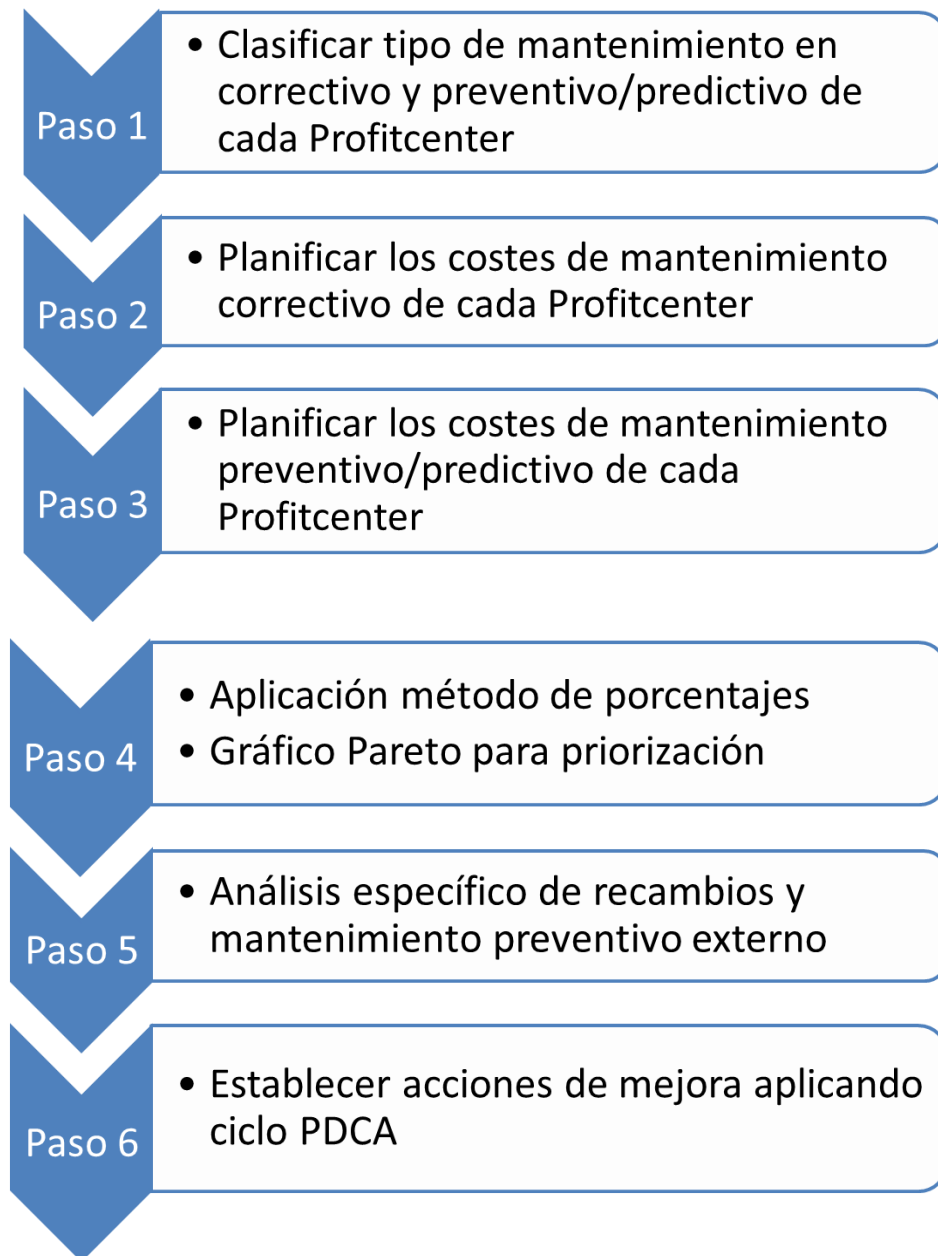 Paso 1
• Clasificar tipo de mantenimiento en
correctivo y preventivo/predictivo de
cada Profitcenter
Paso 2
• Planificar los costes de mantenimiento
correctivo de cada Profitcenter
Paso 3
• Planificar los costes de mantenimiento
preventivo/predictivo de cada
Profitcenter
Paso 4
• Aplicación método de porcentajes
• Gráfico Pareto para priorización
Paso 5
• Análisis específico de recambios y
mantenimiento preventivo externo
Paso 6
• Establecer acciones de mejora aplicando
ciclo PDCA